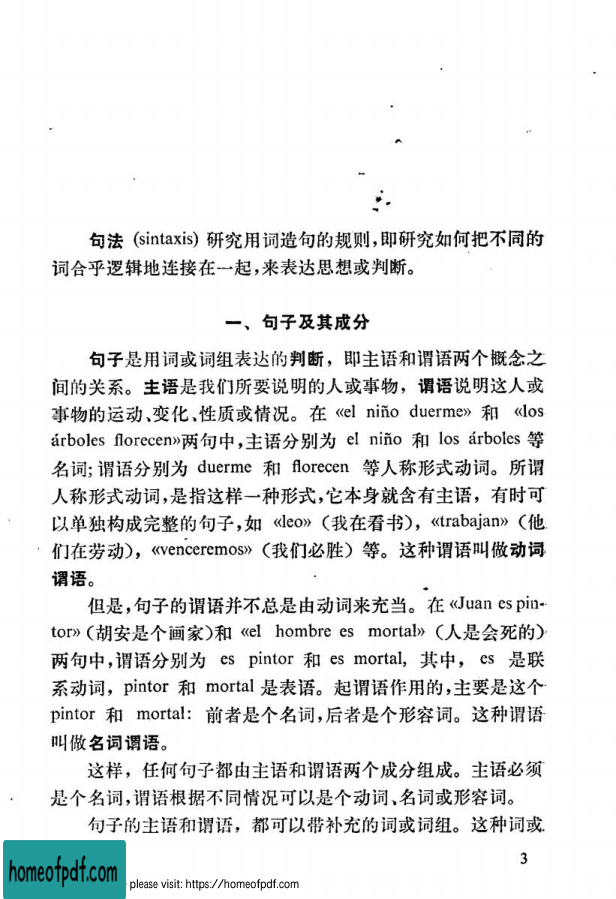 句法 (sintaxis) 研究用词造句的规则,即研究如何把不同的
词合乎逻辑地连接在一起,来表达思想或判断。
一、句子及其成分
句子是用词或词组表达的判断，即主语和谓语两个概念之
间的关系。主语是我们所要说明的人或事物，谓语说明这人或
事物的运动、变化、性质或情况。在 «el niño duerme» 和 «los
árboles florecen»两句中,主语分别为 el niño 和 los árboles 等
名词; 谓语分别为 duerme 和 florecen 等人称形式动词。所谓
人称形式动词,是指这样一种形式,它本身就含有主语，有时可
以单独构成完整的句子,如 «leo»（我在看书）, «trabajan»（他
们在劳动）, «venceremos»（我们必胜）等。这种谓语叫做动词
谓语。
但是,句子的谓语并不总是由动词来充当。在 «Juan es pin-
tor»（胡安是个画家)和 «el hombre es mortal»（人是会死的）
两句中,谓语分别为 es pintor 和 es mortal, 其中， es 是联
系动词，pintor 和 mortal 是表语。起谓语作用的,主要是这个
pintor 和 mortal: 前者是个名词,后者是个形容词。这种谓语
叫做名词谓语。
这样，任何句子都由主语和谓语两个成分组成。主语必须
是个名词,谓语根据不同情况可以是个动词、名词或形容词。
句子的主语和谓语，都可以带补充的词或词组。这种词或
3
homeofpdf.com
please visit: https://homeofpdf.com